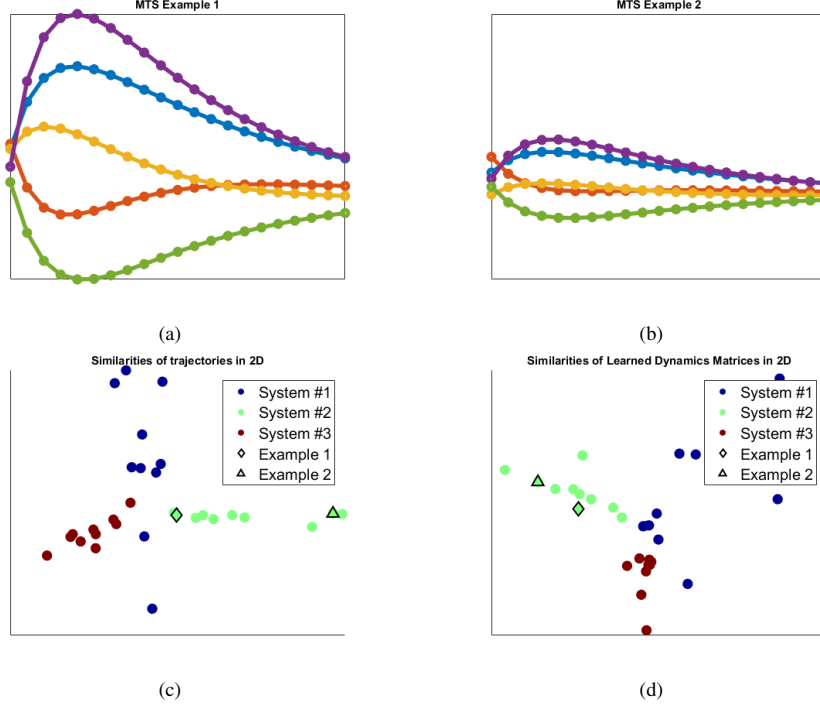 MTS Example 1
MTS Example 2
(a)
(b)
Similarities of trajectories in 2D
System #1
System #2
System #3
Example 1
Example 2
Similarities of Learned Dynamics Matrices in 2D
System #1
System #2
System #3
Example 1
Example 2
(c)
(d)